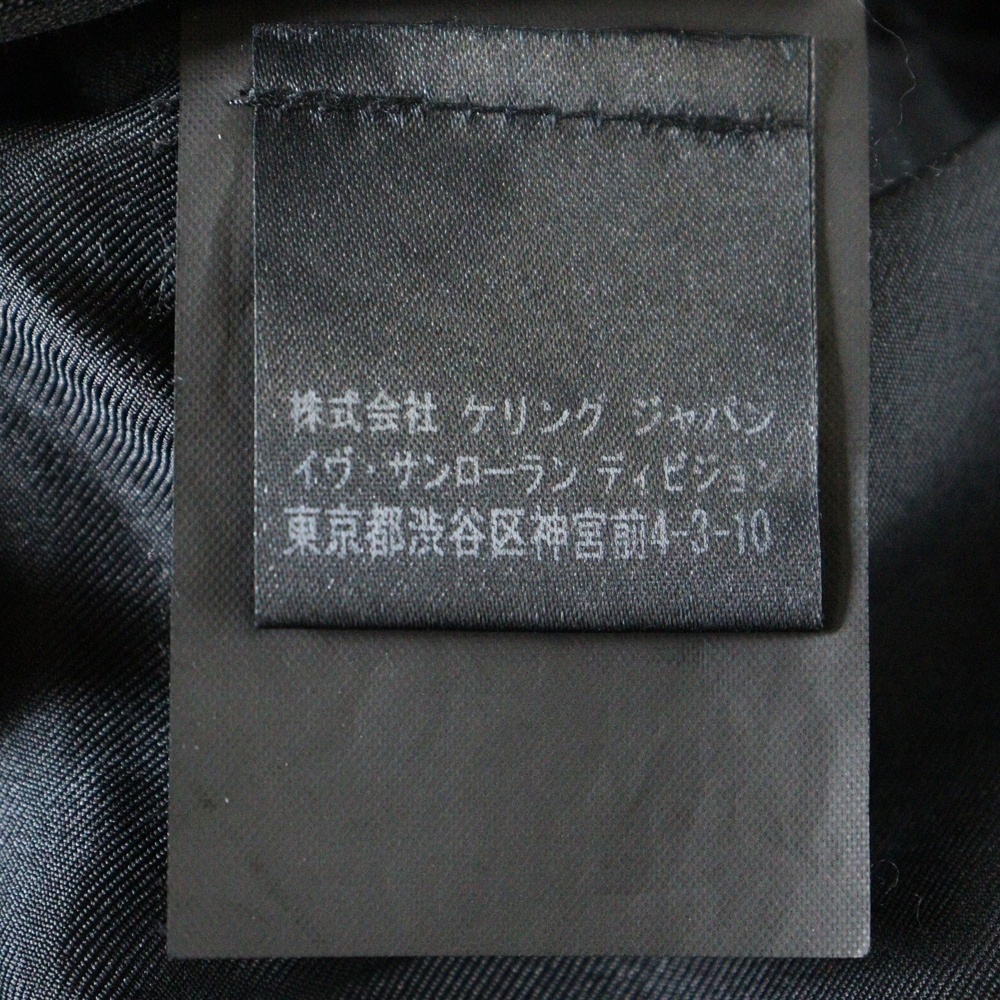 株式会社 ケリング ジャパン
イヴ・サンローラン ディビジョン
東京都渋谷区神宮前4-3-10